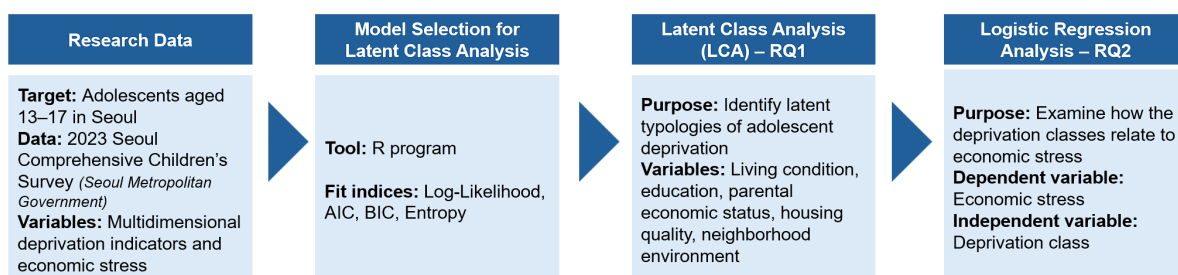 Research Data
Target: Adolescents aged
13–17 in Seoul
Data: 2023 Seoul
Comprehensive Children's
Survey (Seoul Metropolitan
Government)
Variables: Multidimensional
deprivation indicators and
economic stress
Model Selection for
Latent Class Analysis
Tool: R program
Fit indices: Log-Likelihood,
AIC, BIC, Entropy
Latent Class Analysis
(LCA) – RQ1
Purpose: Identify latent
typologies of adolescent
deprivation
Variables: Living condition,
education, parental
economic status, housing
quality, neighborhood
environment
Logistic Regression
Analysis – RQ2
Purpose: Examine how the
deprivation classes relate to
economic stress
Dependent variable:
Economic stress
Independent variable:
Deprivation class